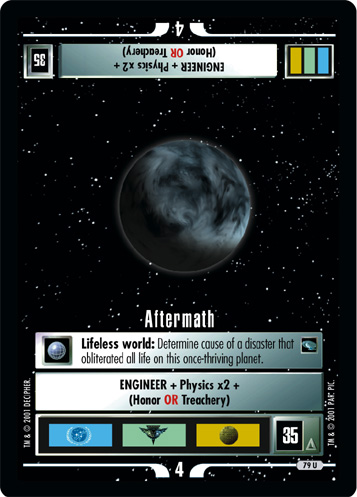 4
ENGINEER + Physics x2 +
(Honor OR Treachery)
35
Aftermath
Lifeless world: Determine cause of a disaster that
obliterated all life on this once-thriving planet.
ENGINEER + Physics x2 +
(Honor OR Treachery)
35
TM & © 2001 DECIPHER.
TM & © 2001 PAR. PIC.
4
79 U